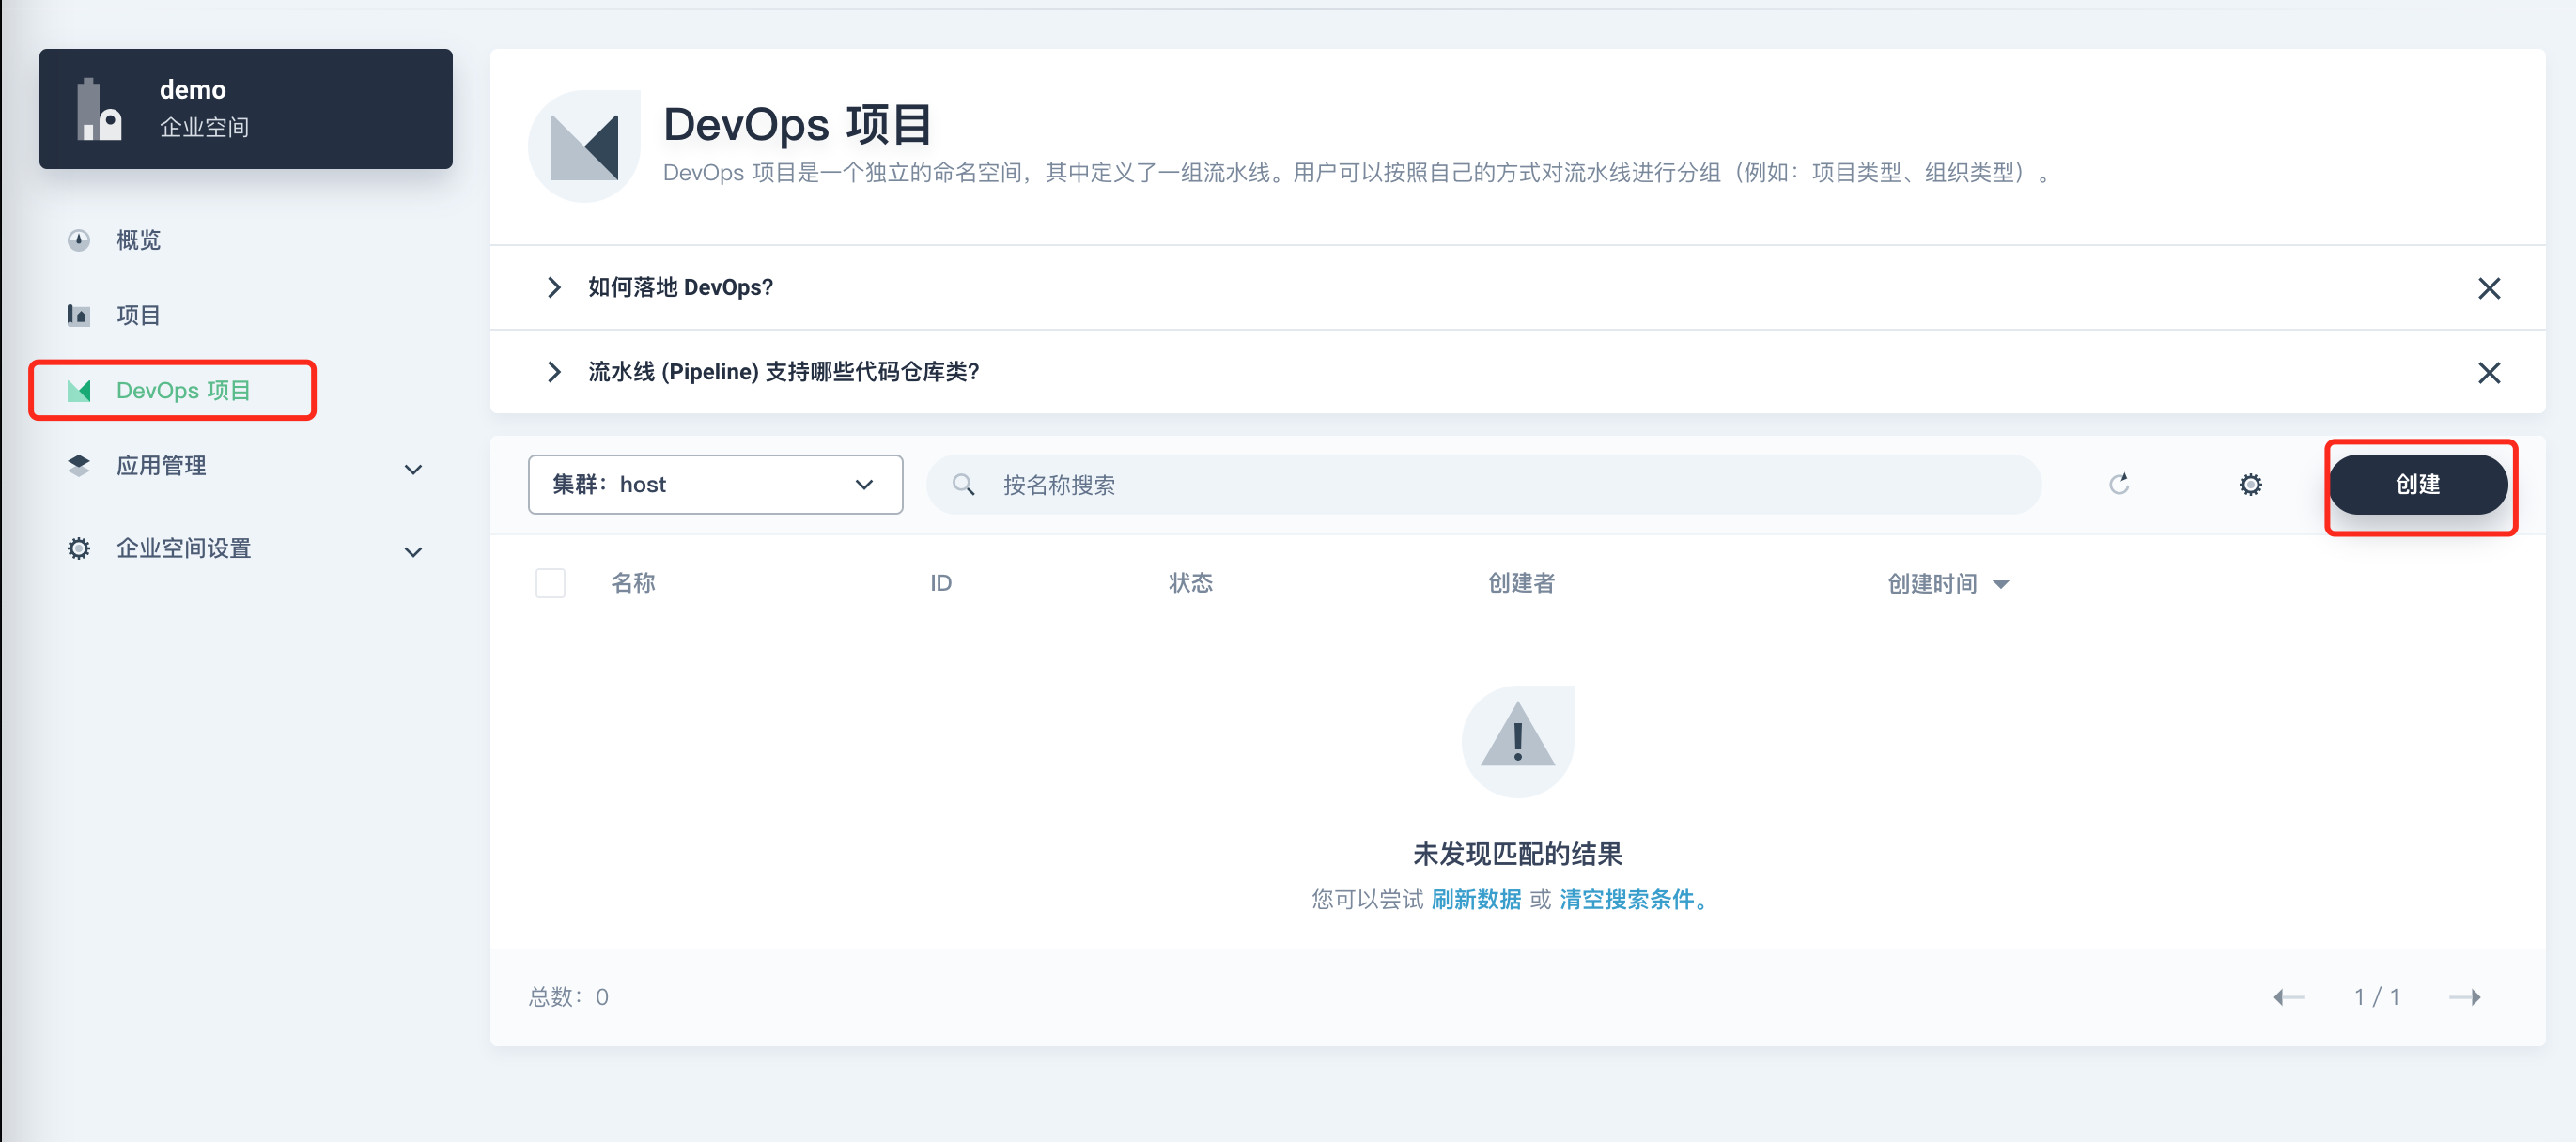 demo
企业空间
概览
项目
DevOps 项目
应用管理
企业空间设置
DevOps 项目
DevOps 项目是一个独立的命名空间，其中定义了一组流水线。用户可以按照自己的方式对流水线进行分组（例如：项目类型、组织类型）。
如何落地 DevOps?
流水线 (Pipeline) 支持哪些代码仓库类?
集群：host
按名称搜索
创建
名称 ID 状态 创建者 创建时间
未发现匹配的结果
您可以尝试 刷新数据 或 清空搜索条件。
总数：0
1 / 1